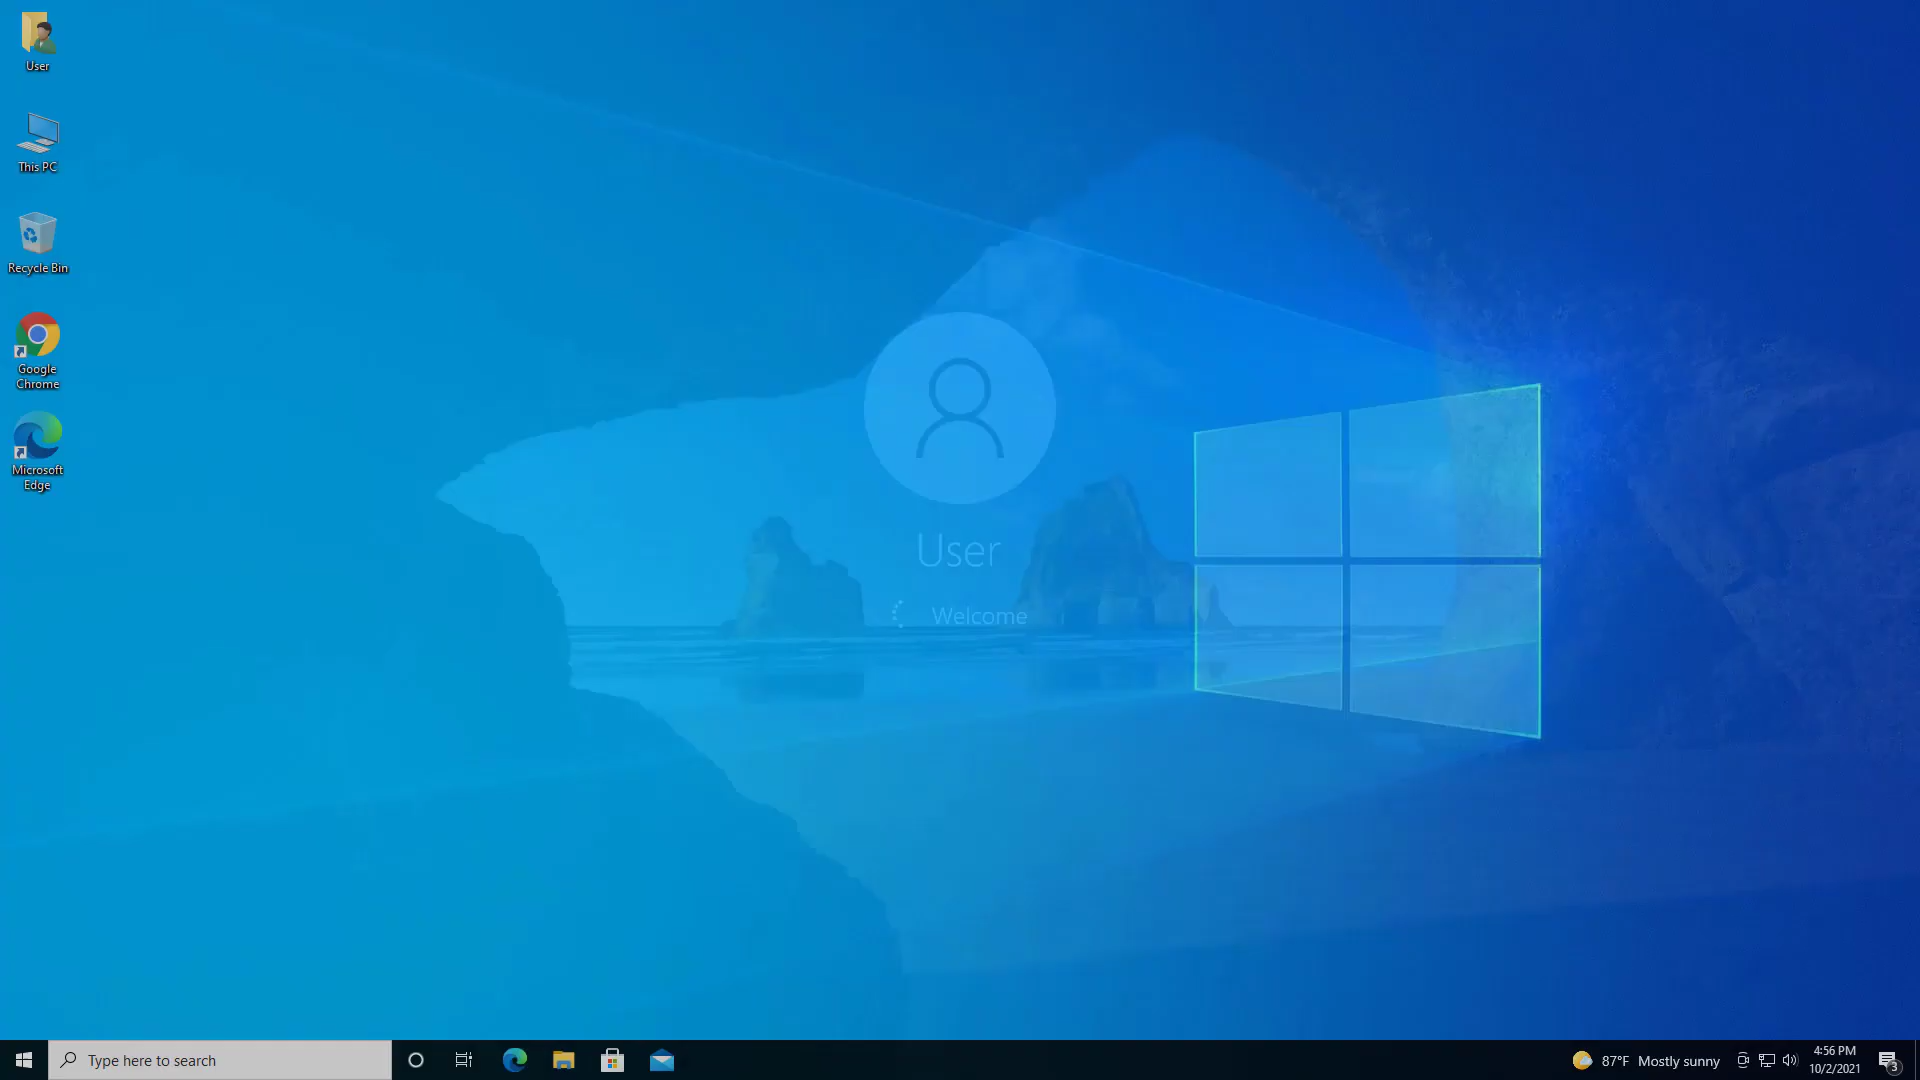 User
This PC
Recycle Bin
Google
Chrome
Microsoft
Edge
User
Welcome
Type here to search
87°F Mostly sunny
4:56 PM
10/2/2021
3